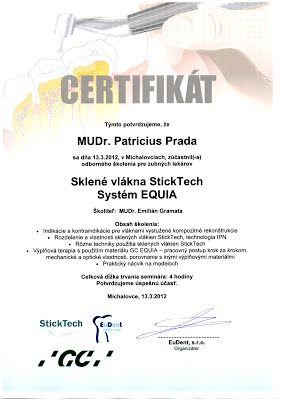 CERTIFIKÁT
Týmto potvrdzujeme, že
MUDr. Patricius Prada
sa dňa 13.3.2012, v Michalovciach, zúčastnil(-a)
odborného školenia pre zubných lekárov
Sklené vlákna StickTech
Systém EQUIA
Školiteľ: MUDr. Emilián Gramata
Obsah školenia:
• Indikácie a kontraindikácie pre vláknami vystužené kompozitné rekonštrukcie
• Rozdelenie a vlastnosti sklených vlákien StickTech, technologia IPN
• Rôzne techniky použitia sklených vlákien StickTech
• Výplňová terapia s použitím materiálu GC EQUIA – pracovný postup krok za krokom,
mechanické a optické vlastnosti, porovnanie s inými výplňovými materiálmi
• Praktický nácvik na modeloch
Celková dĺžka trvania seminára: 4 hodiny
Potvrdzujeme úspešnú účasť.
Michalovce, 13.3.2012
StickTech
EuDent
EuDent, s.r.o.
Organizátor
GC